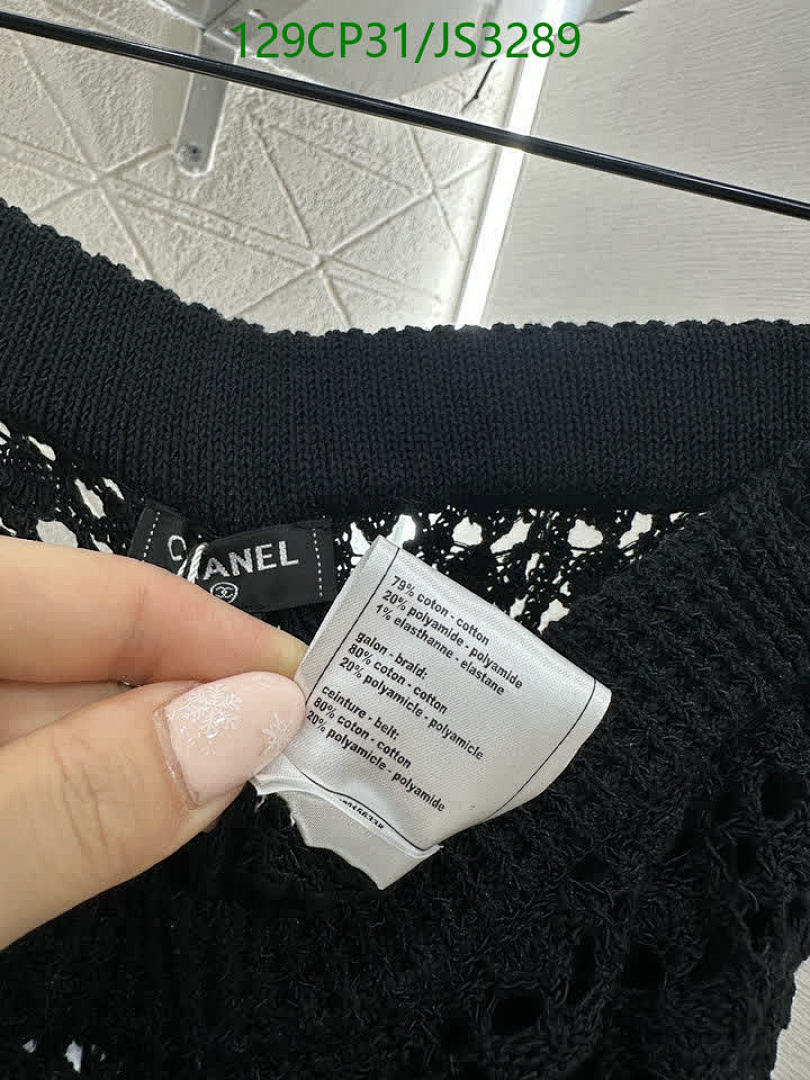 129CP31/JS3289
CHANEL
79% coton - cotton
20% polyamide - polyamide
1% elasthanne - elastane
galon - braid:
80% coton - cotton
20% polyamicle - polyamicle
ceinture - belt:
80% coton - cotton
20% polyamicle - polyamide